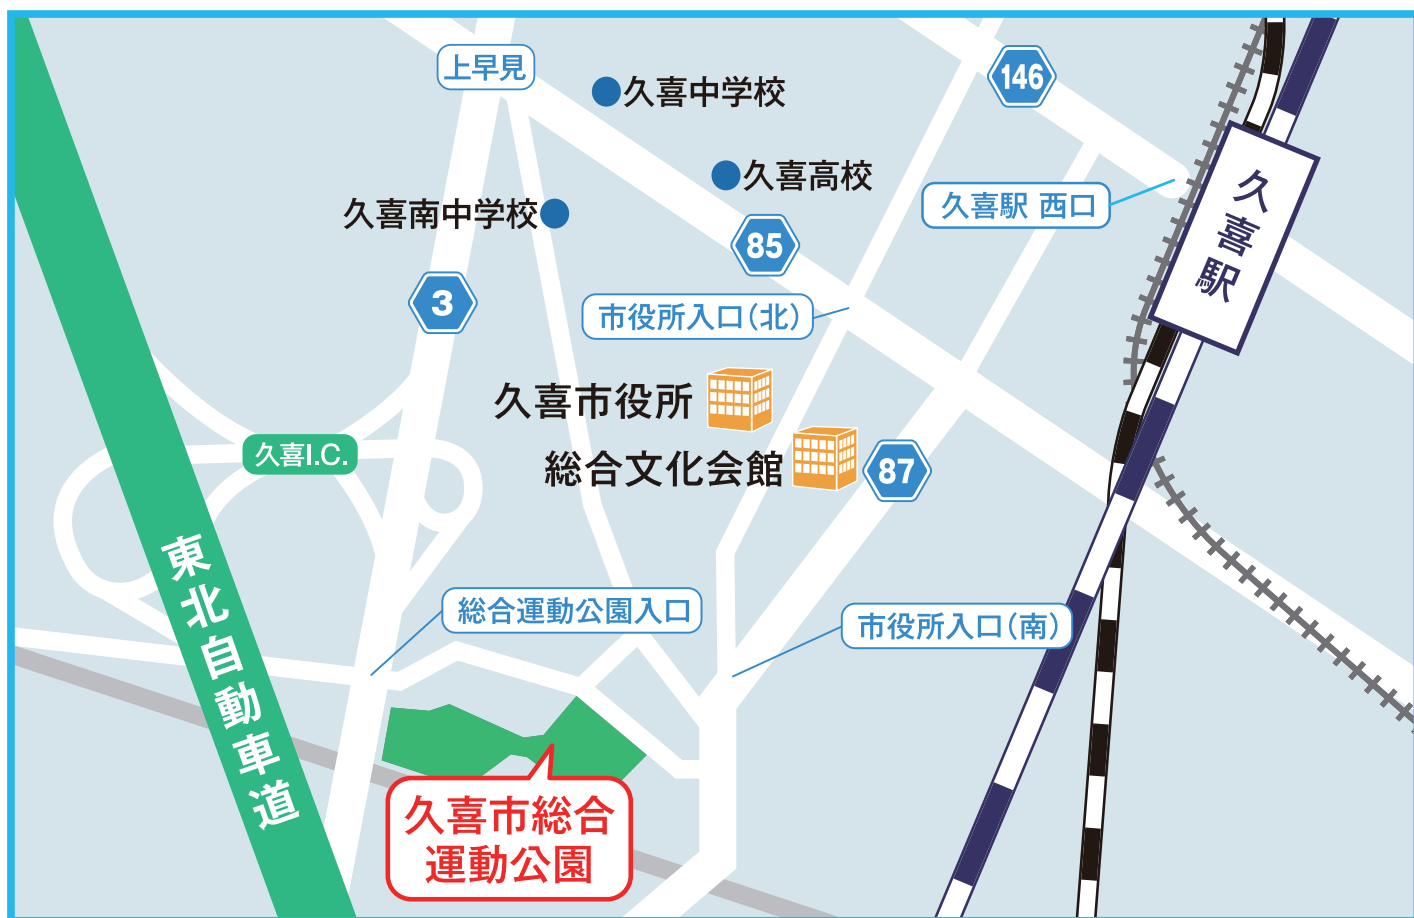 上早見
久喜中学校
146
久喜高校
久喜南中学校
久喜駅 西口
久喜駅
85
3
市役所入口(北)
久喜市役所
久喜I.C.
総合文化会館
87
東北自動車道
総合運動公園入口
市役所入口(南)
久喜市総合
運動公園